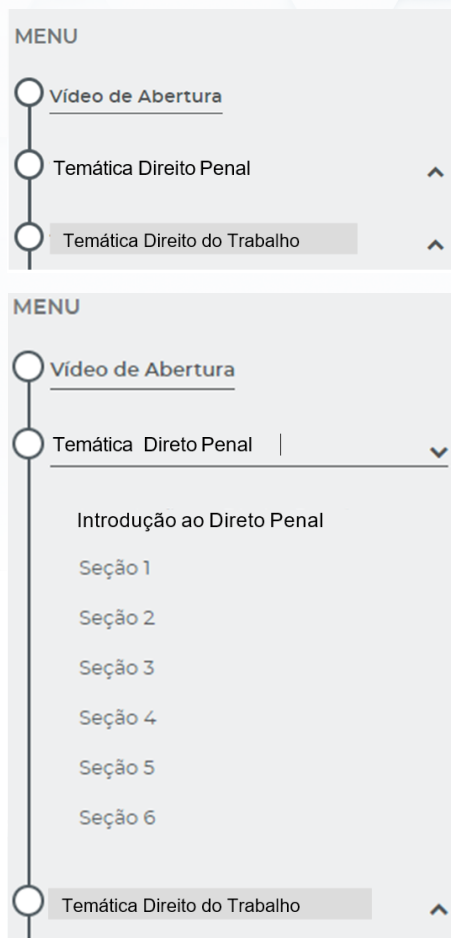 MENU
Vídeo de Abertura
Temática Direito Penal
Temática Direito do Trabalho
MENU
Vídeo de Abertura
Temática Direto Penal
Introdução ao Direto Penal
Seção 1
Seção 2
Seção 3
Seção 4
Seção 5
Seção 6
Temática Direito do Trabalho